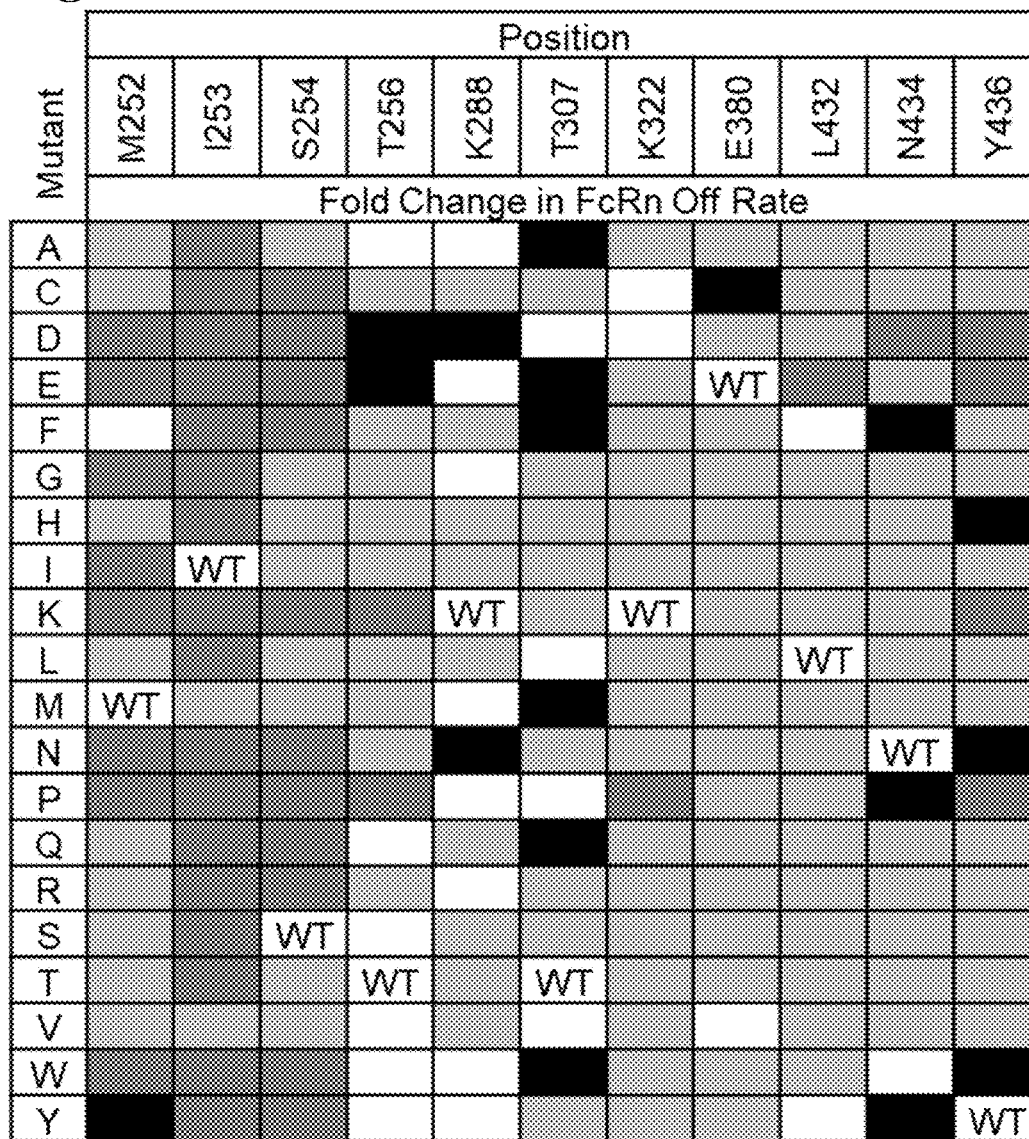 Position
Mutant
M252 I253 S254 T256 K288 T307 K322 E380 L432 N434 Y436
Fold Change in FcRn Off Rate
A
C
D
E WT
F
G
H
I WT
K WT WT
L WT
M WT
N WT
P
Q
R
S WT
T WT WT
V
W
Y WT